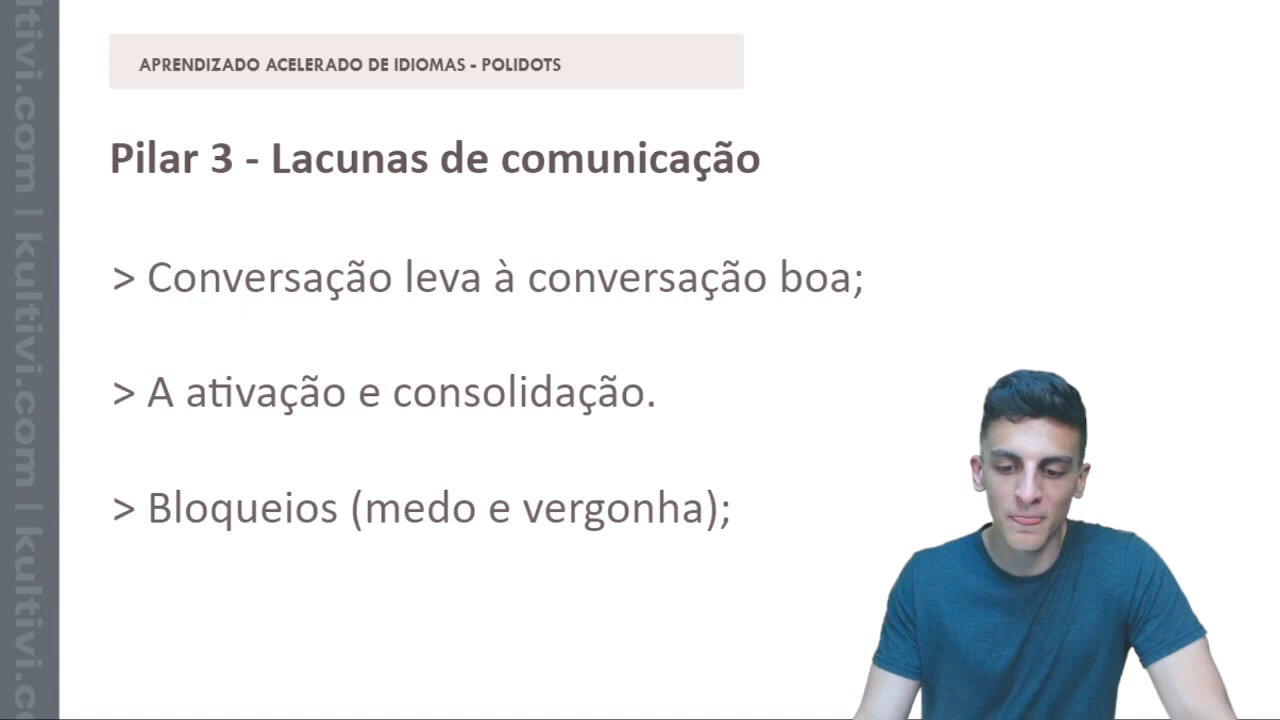 APRENDIZADO ACELERADO DE IDIOMAS - POLIDOTS
Pilar 3 - Lacunas de comunicação
> Conversação leva à conversação boa;
> A ativação e consolidação.
> Bloqueios (medo e vergonha);
ltivi.com | kultivi.com | kultivi.c